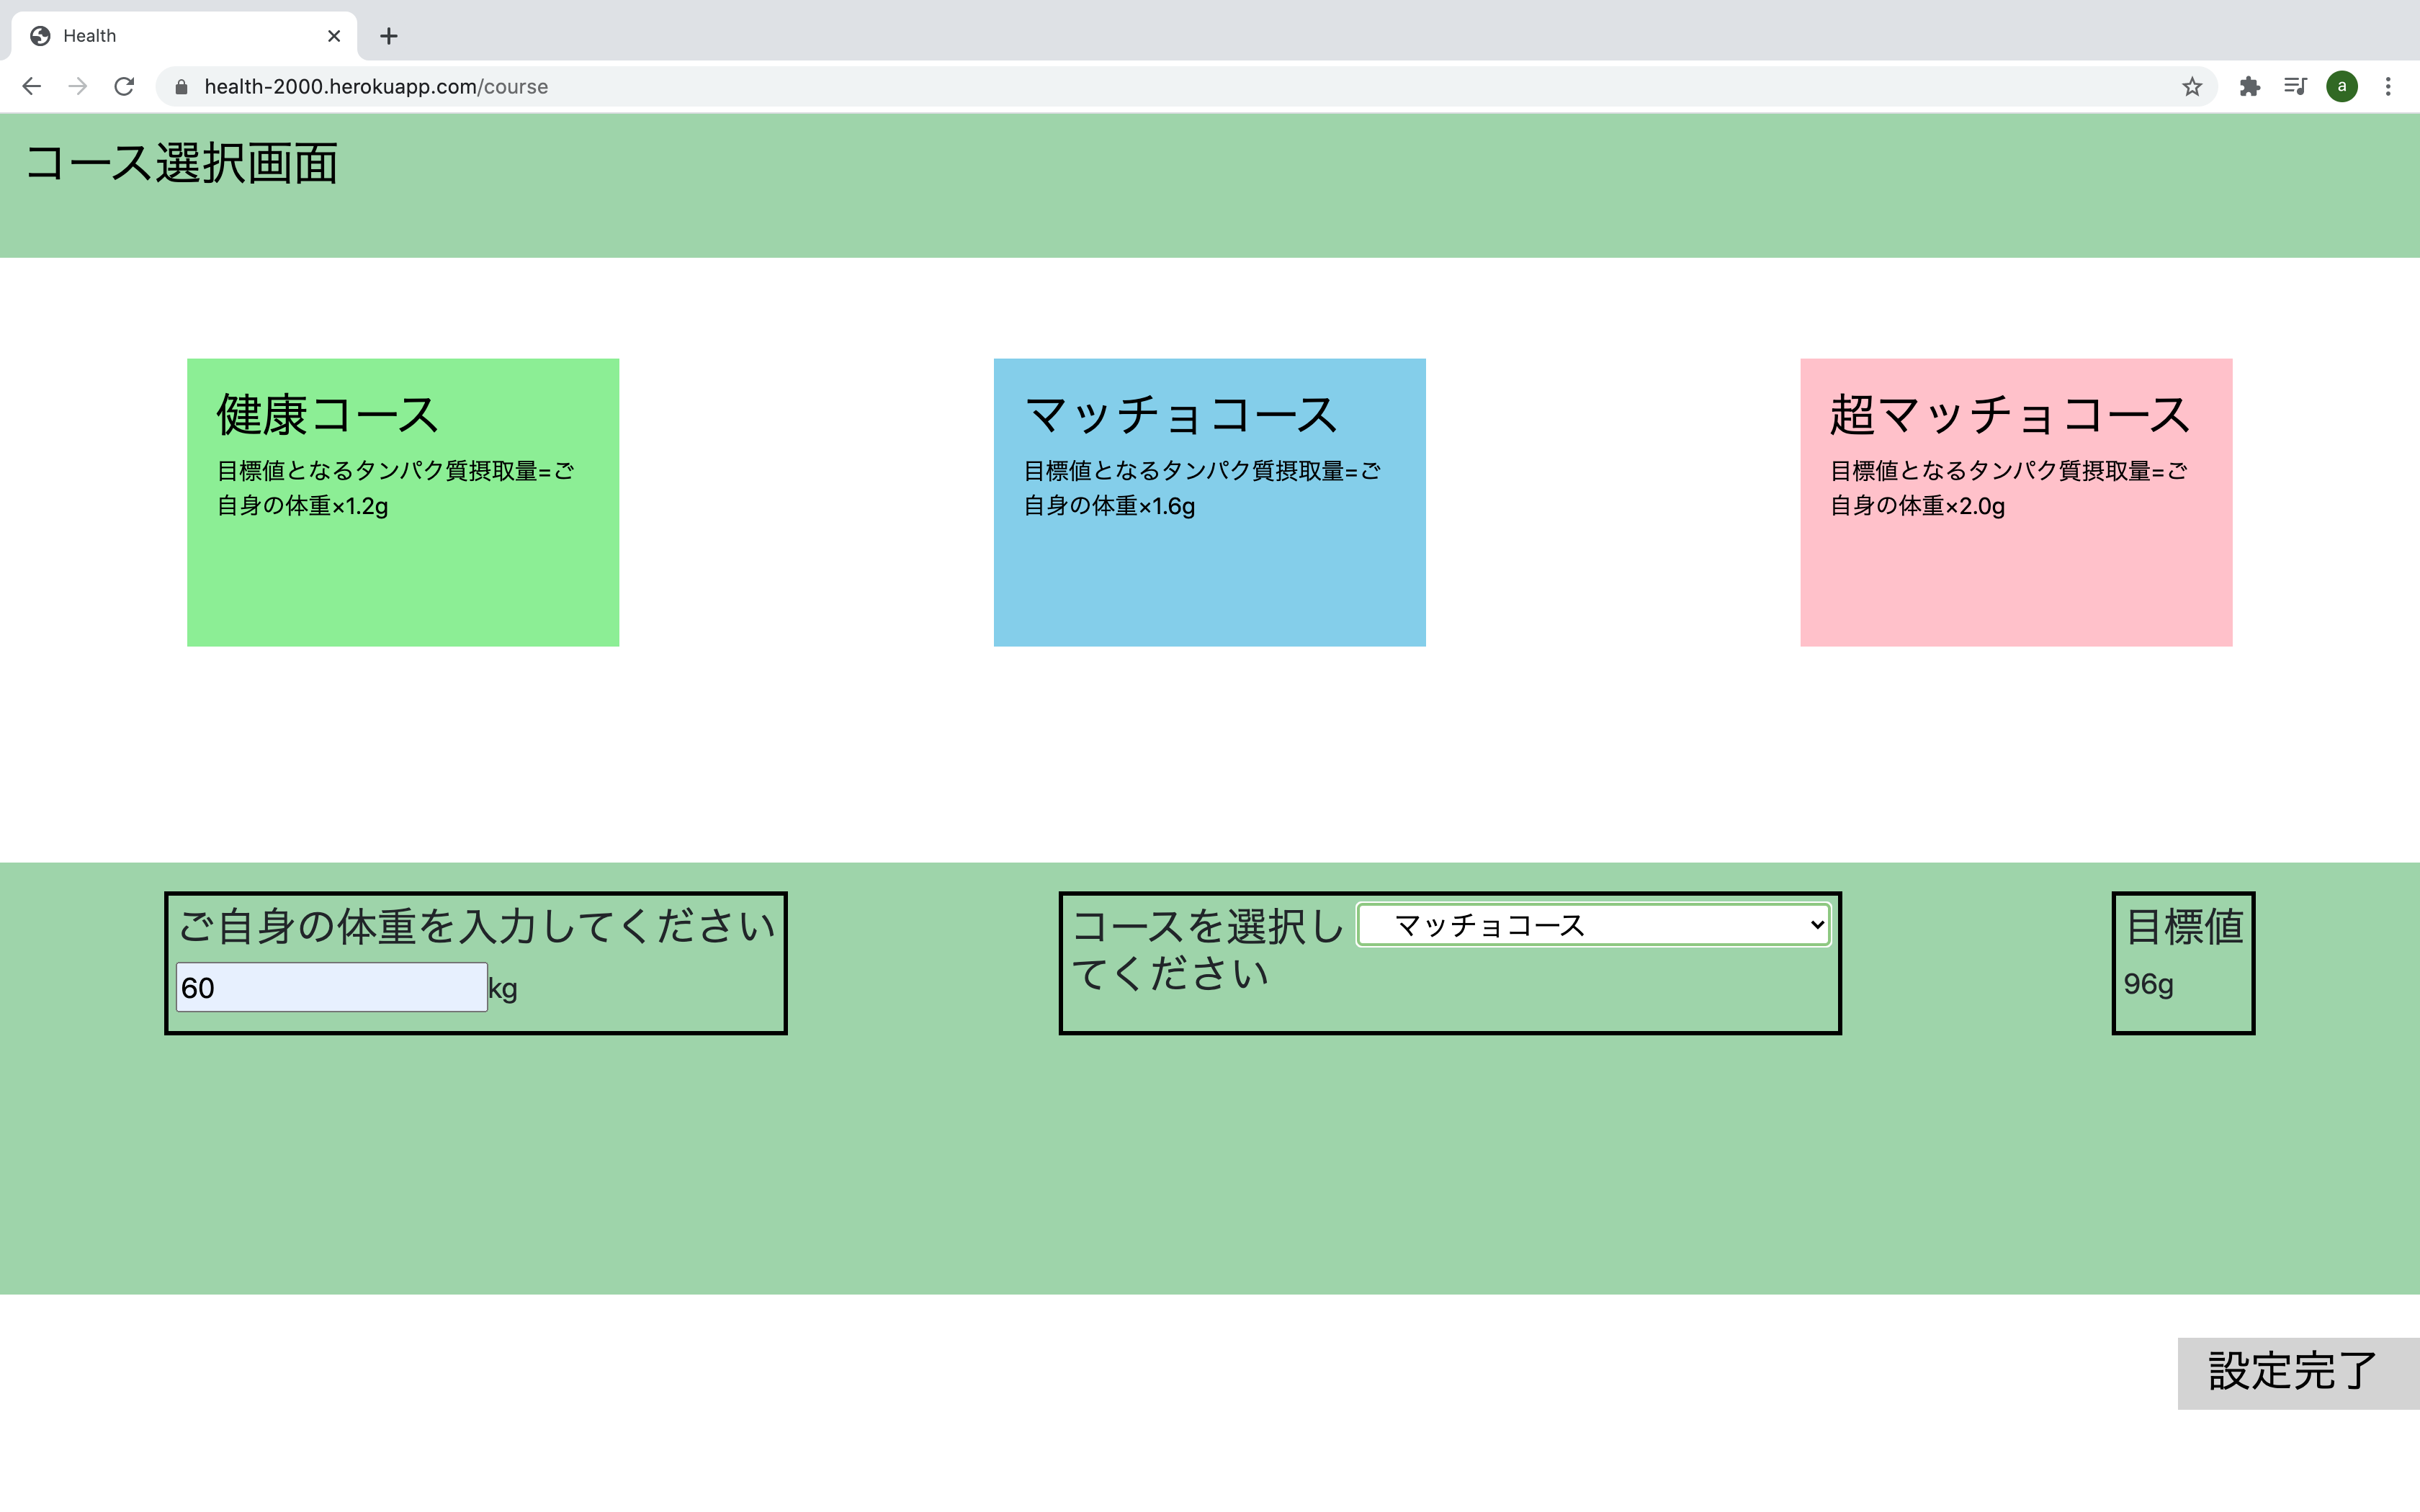 Health
health-2000.herokuapp.com/course
a
コース選択画面
健康コース
目標値となるタンパク質摂取量=ご
自身の体重×1.2g
マッチョコース
目標値となるタンパク質摂取量=ご
自身の体重×1.6g
超マッチョコース
目標値となるタンパク質摂取量=ご
自身の体重×2.0g
ご自身の体重を入力してください
60kg
コースを選択し
てください
マッチョコース
目標値
96g
設定完了